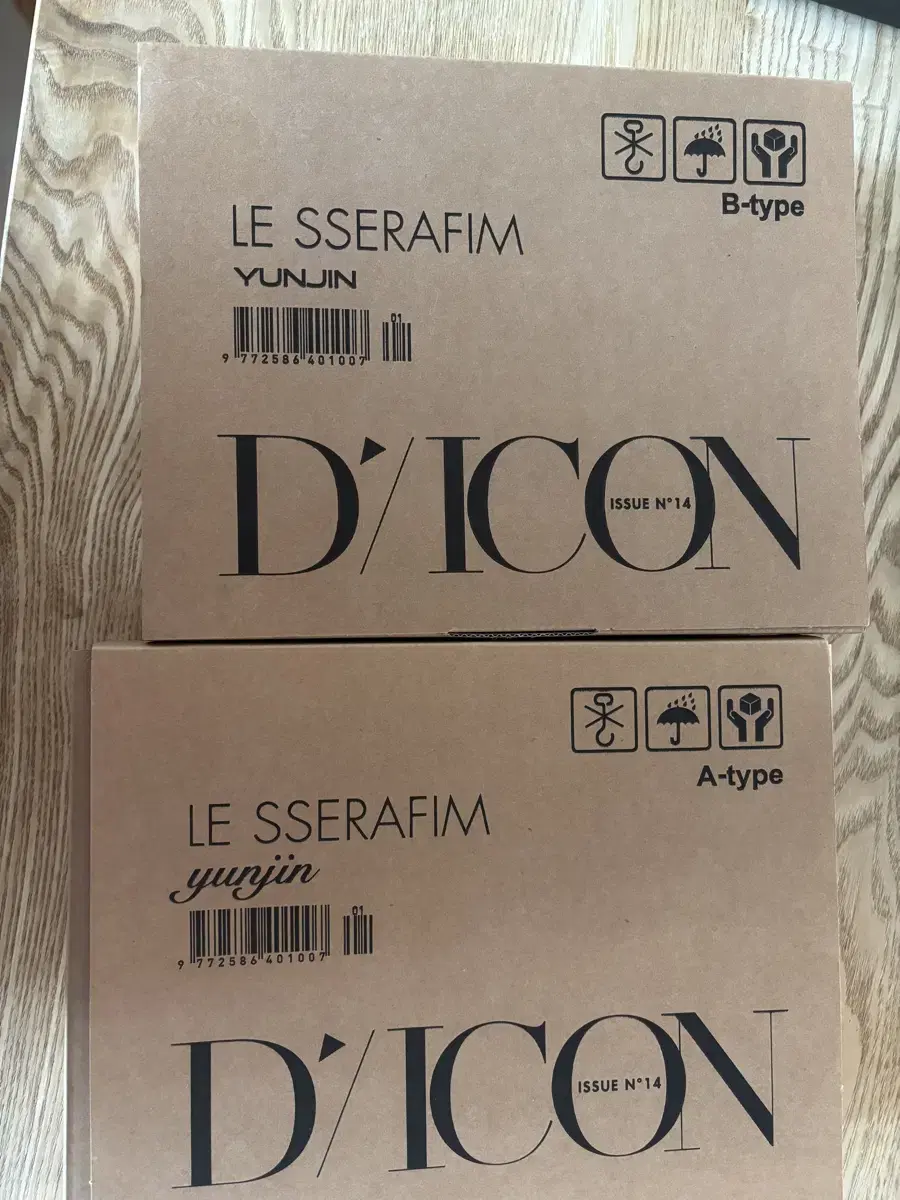 B-type
LE SSERAFIM
YUNJIN
01
9 772586 401007
D'/ICON
ISSUE N°14
A-type
LE SSERAFIM
yunjin
01
9 772586 401007
D'/ICON
ISSUE N°14